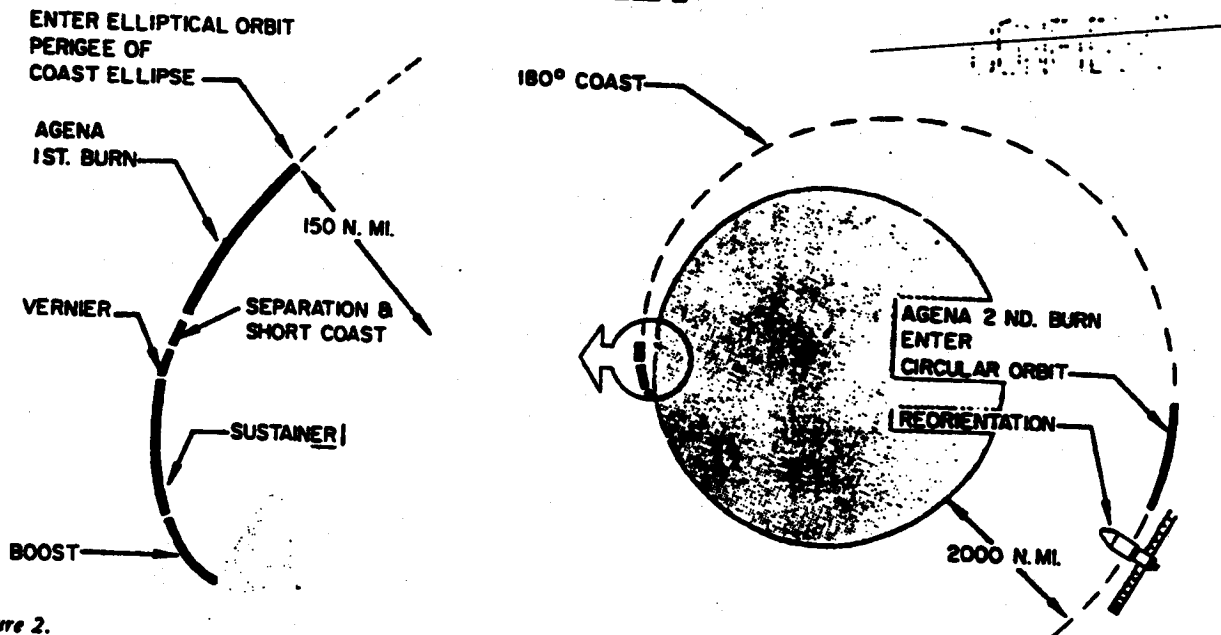 ENTER ELLIPTICAL ORBIT
PERIGEE OF
COAST ELLIPSE
AGENA
1ST. BURN
150 N. MI.
VERNIER
SEPARATION &
SHORT COAST
SUSTAINER
BOOST
180° COAST
AGENA 2 ND. BURN
ENTER
CIRCULAR ORBIT
REORIENTATION
2000 N. MI.
2.